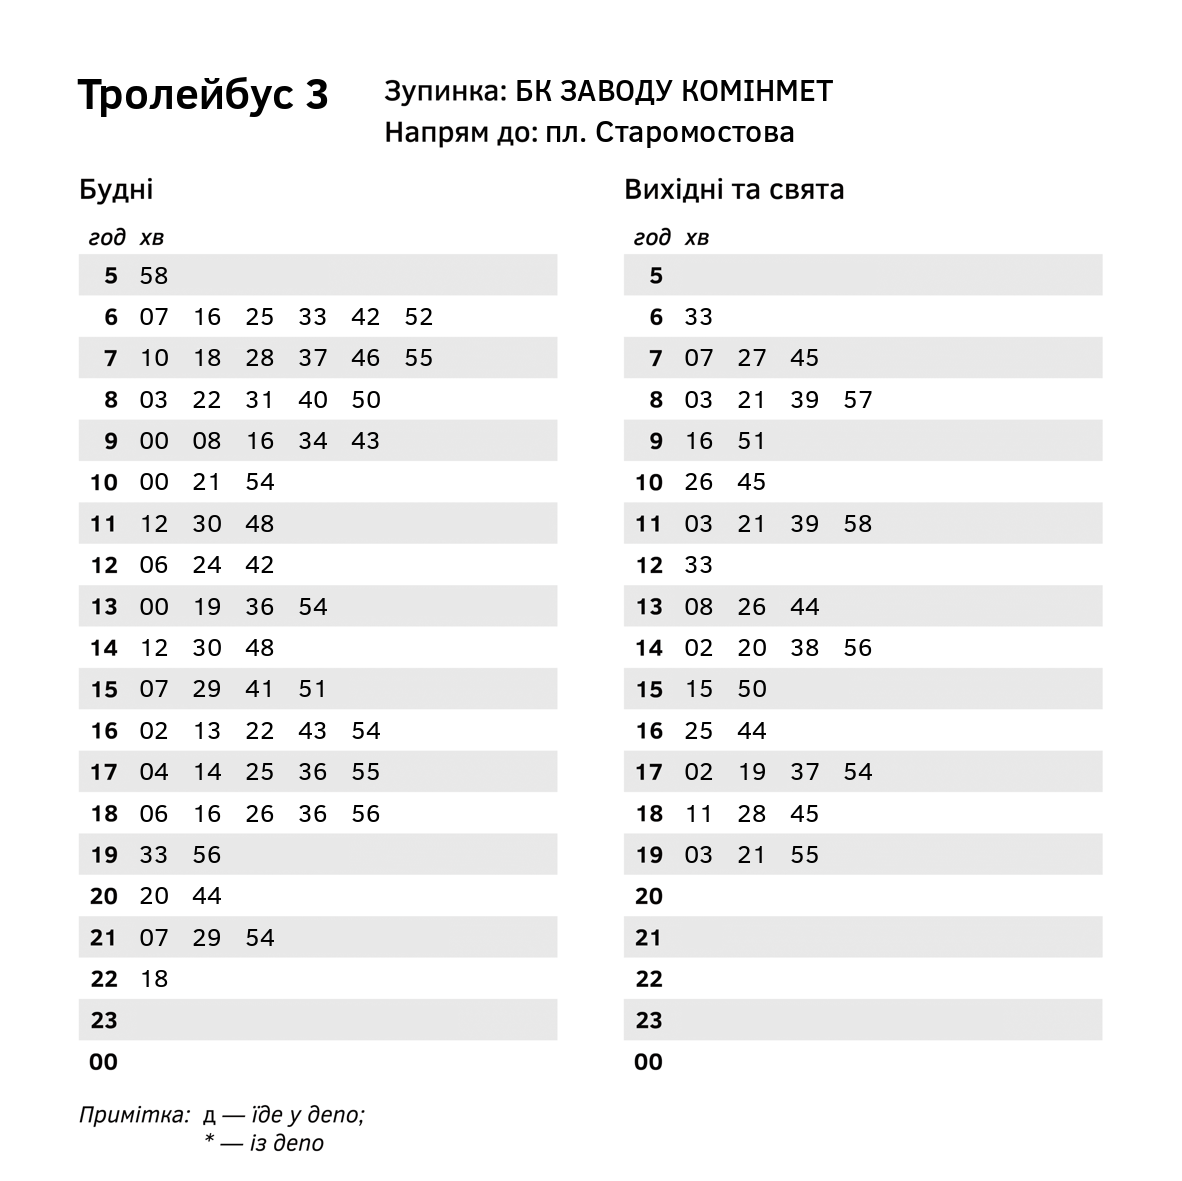 Тролейбус 3
Зупинка: БК ЗАВОДУ КОМІНМЕТ
Напрям до: пл. Старомостова
Будні
год хв
5 58
6 07 16 25 33 42 52
7 10 18 28 37 46 55
8 03 22 31 40 50
9 00 08 16 34 43
10 00 21 54
11 12 30 48
12 06 24 42
13 00 19 36 54
14 12 30 48
15 07 29 41 51
16 02 13 22 43 54
17 04 14 25 36 55
18 06 16 26 36 56
19 33 56
20 20 44
21 07 29 54
22 18
23
00
Вихідні та свята
год хв
5
6 33
7 07 27 45
8 03 21 39 57
9 16 51
10 26 45
11 03 21 39 58
12 33
13 08 26 44
14 02 20 38 56
15 15 50
16 25 44
17 02 19 37 54
18 11 28 45
19 03 21 55
20
21
22
23
00
Примітка: д — їде у депо;
* — із депо